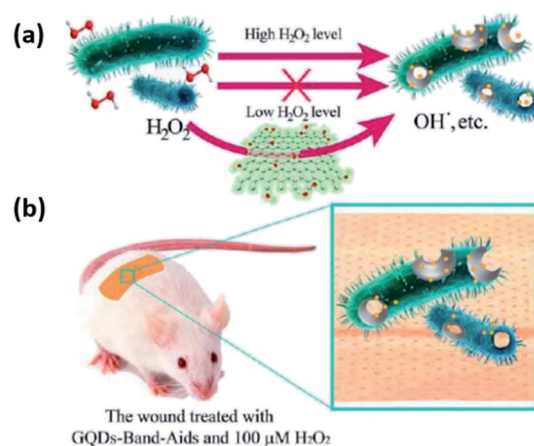 (a)
High H₂O₂ level
Low H₂O₂ level
H₂O₂
OH˙, etc.
(b)
The wound treated with
GQDs-Band-Aids and 100 μM H₂O₂